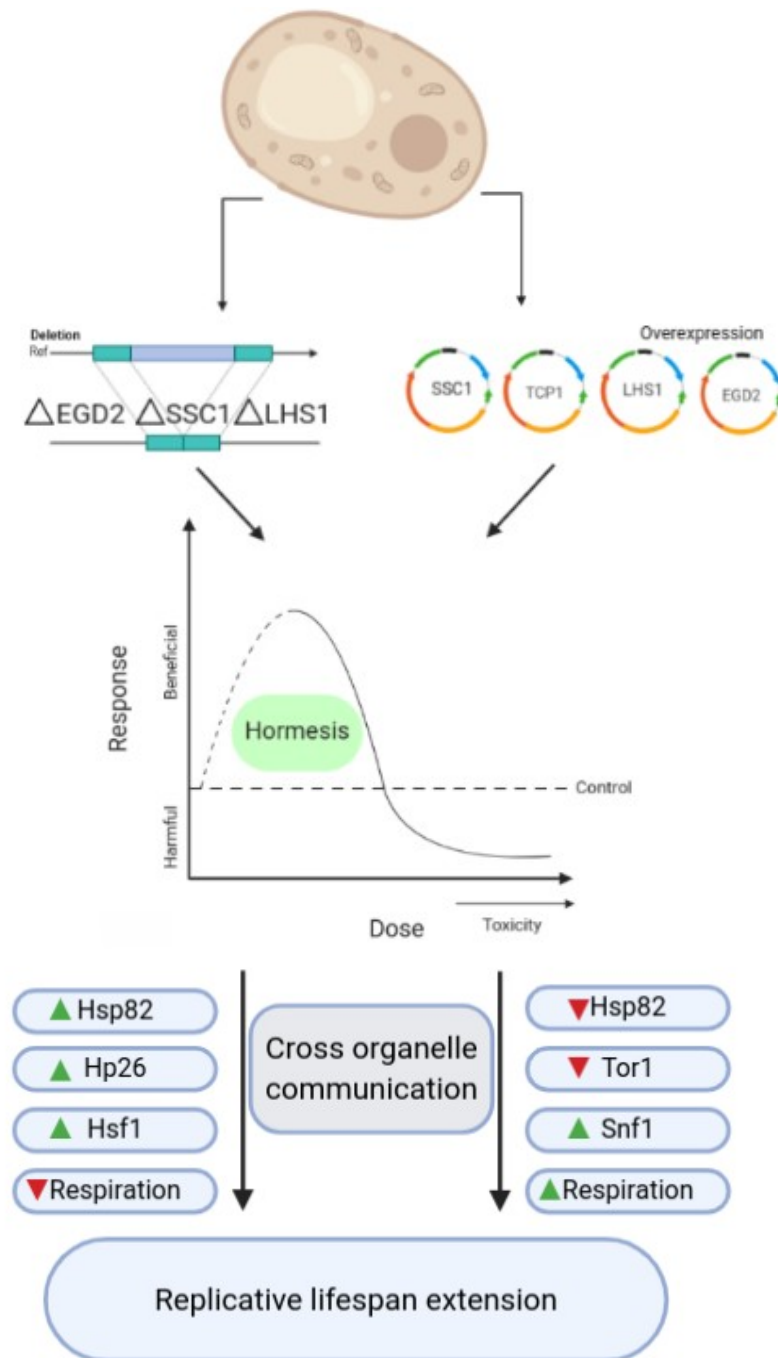 Deletion
Ref
△EGD2 △SSC1 △LHS1
Overexpression
SSC1
TCP1
LHS1
EGD2
Response
Beneficial
Harmful
Hormesis
Control
Dose
Toxicity
▲Hsp82
▲Hp26
▲Hsf1
▼Respiration
Cross organelle
communication
▼Hsp82
▼Tor1
▲Snf1
▲Respiration
Replicative lifespan extension